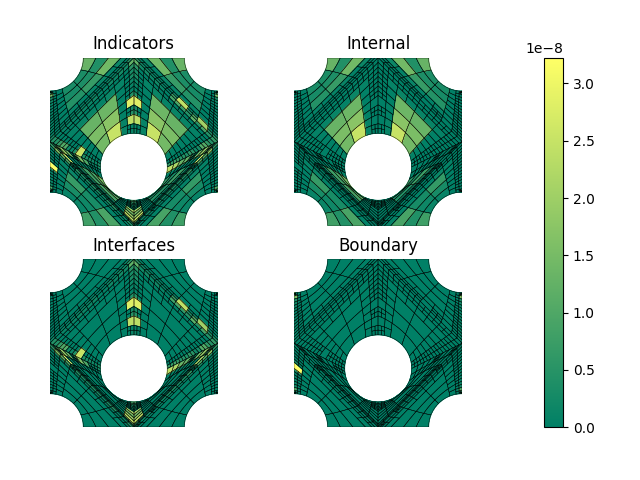 Indicators
Internal
1e−8
3.0
2.5
2.0
1.5
1.0
0.5
0.0
Interfaces
Boundary